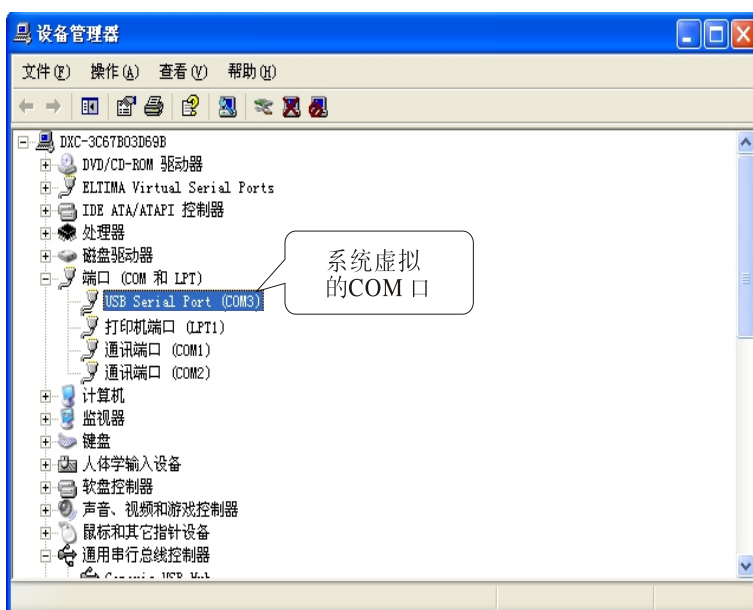 设备管理器
文件(F) 操作(A) 查看(V) 帮助(H)
DXC-3C67B03D69B
DVD/CD-ROM 驱动器
ELTIMA Virtual Serial Ports
IDE ATA/ATAPI 控制器
处理器
磁盘驱动器
端口 (COM 和 LPT)
USB Serial Port (COM3)
打印机端口 (LPT1)
通讯端口 (COM1)
通讯端口 (COM2)
系统虚拟
的COM 口
计算机
监视器
键盘
人体学输入设备
软盘控制器
声音、视频和游戏控制器
鼠标和其它指针设备
通用串行总线控制器